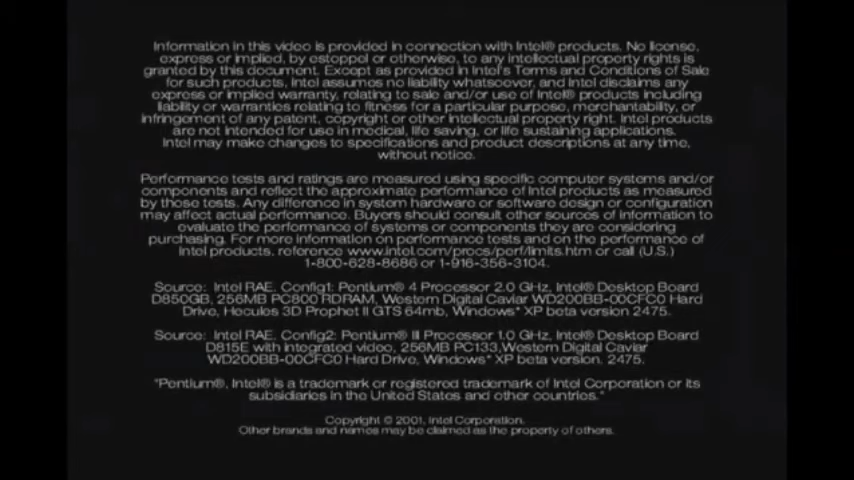 Information in this video is provided in connection with Intel® products. No license,
express or implied, by estoppel or otherwise, to any intellectual property rights is
granted by this document. Except as provided in Intel's Terms and Conditions of Sale
for such products, Intel assumes no liability whatsoever, and Intel disclaims any
express or implied warranty, relating to sale and/or use of Intel® products including
liability or warranties relating to fitness for a particular purpose, merchantability, or
infringement of any patent, copyright or other intellectual property right. Intel products
are not intended for use in medical, life saving, or life sustaining applications.
Intel may make changes to specifications and product descriptions at any time,
without notice.
Performance tests and ratings are measured using specific computer systems and/or
components and reflect the approximate performance of Intel products as measured
by those tests. Any difference in system hardware or software design or configuration
may affect actual performance. Buyers should consult other sources of information to
evaluate the performance of systems or components they are considering
purchasing. For more information on performance tests and on the performance of
Intel products, reference www.intel.com/procs/perf/limits.htm or call (U.S.)
1-800-628-8686 or 1-916-356-3104.
Source: Intel RAE. Config1: Pentium® 4 Processor 2.0 GHz, Intel® Desktop Board
D850GB, 256MB PC800 RDRAM, Western Digital Caviar WD200BB-00CFC0 Hard
Drive, Hecules 3D Prophet II GTS 64mb, Windows* XP beta version 2475.
Source: Intel RAE. Config2: Pentium® III Processor 1.0 GHz, Intel® Desktop Board
D815E with integrated video, 256MB PC133,Western Digital Caviar
WD200BB-00CFC0 Hard Drive, Windows* XP beta version. 2475.
"Pentium®, Intel® is a trademark or registered trademark of Intel Corporation or its
subsidiaries in the United States and other countries."
Copyright © 2001, Intel Corporation.
Other brands and names may be claimed as the property of others.